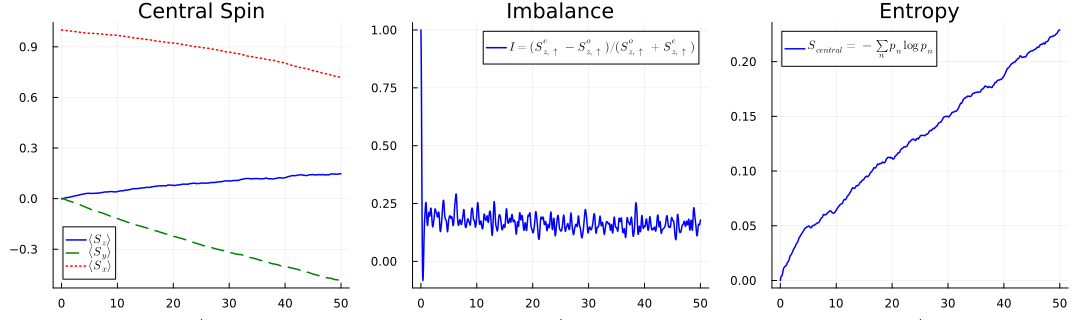 Central Spin
0.9
0.6
0.3
0.0
−0.3
⟨S_z⟩
⟨S_y⟩
⟨S_x⟩
0 10 20 30 40 50
Imbalance
1.00
0.75
0.50
0.25
0.00
I = (S^e_{z,↑} − S^o_{z,↑})/(S^o_{z,↑} + S^e_{z,↑})
0 10 20 30 40 50
Entropy
0.20
0.15
0.10
0.05
0.00
S_{central} = − ∑_n p_n log p_n
0 10 20 30 40 50